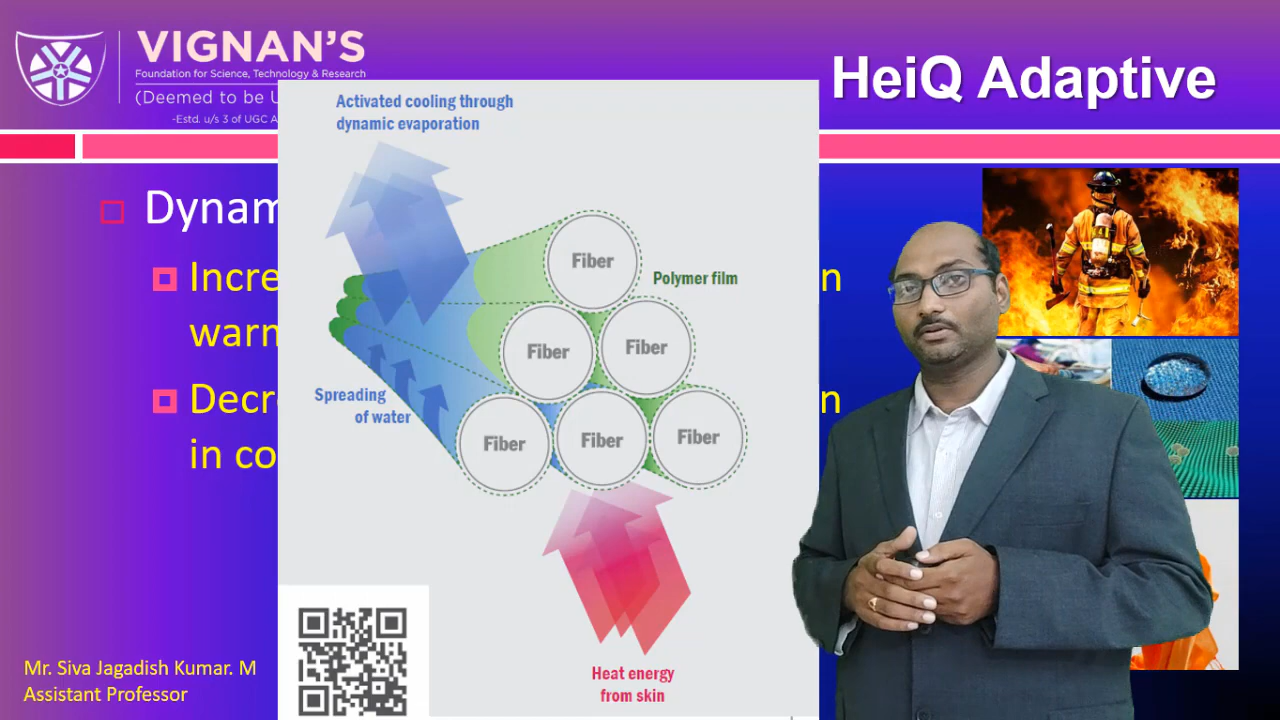 VIGNAN'S
Foundation for Science, Technology & Research
(Deemed to be U
-Estd. u/s 3 of UGC A
HeiQ Adaptive
Activated cooling through
dynamic evaporation
Dynam
Fiber
Polymer film
Incre n
warn
Fiber Fiber
Decr n
Spreading
of water
Fiber Fiber Fiber
in co
Heat energy
from skin
Mr. Siva Jagadish Kumar. M
Assistant Professor